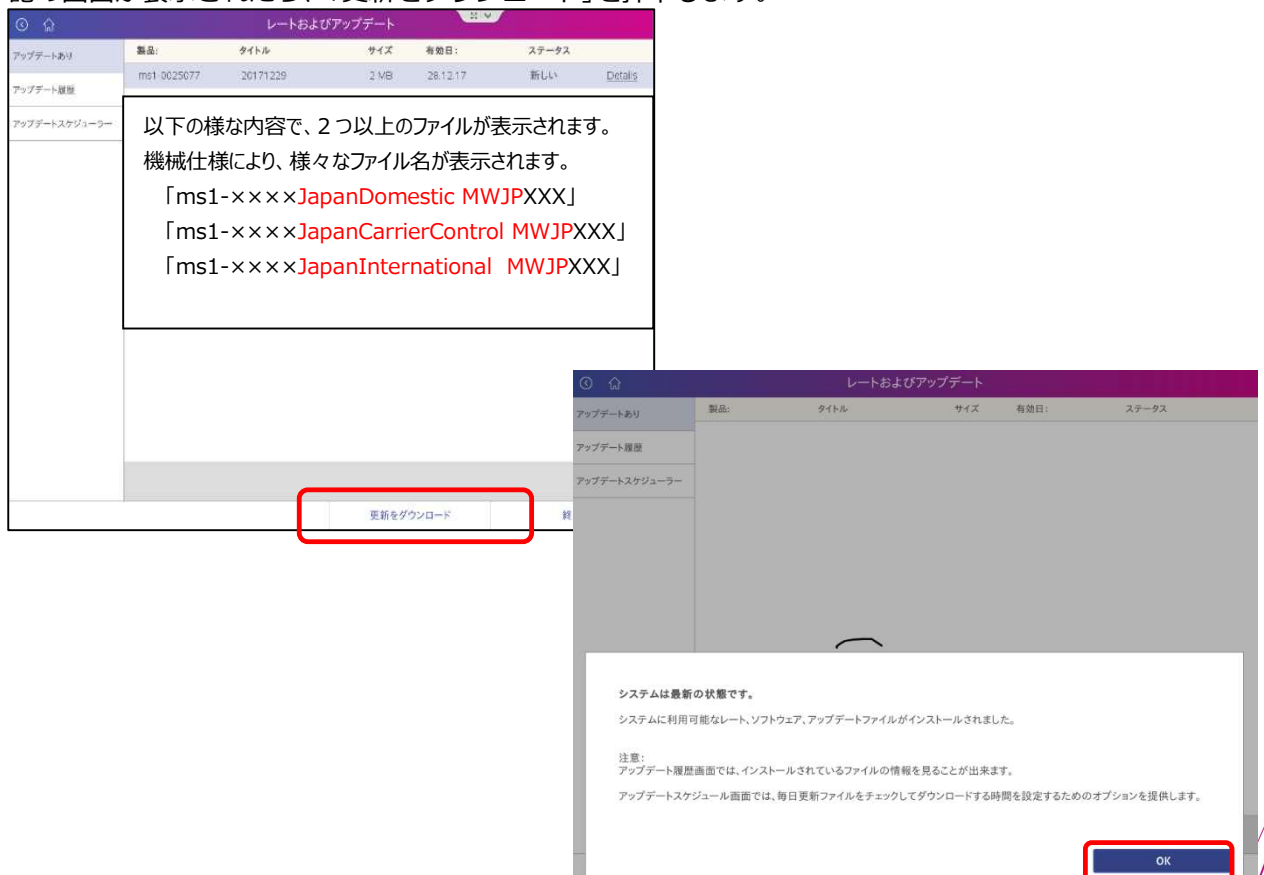 レートおよびアップデート
アップデートあり
アップデート履歴
アップデートスケジューラー
製品: タイトル サイズ 有効日: ステータス
ms1-0025077 20171229 2 MB 28.12.17 新しい Details
以下の様な内容で、2つ以上のファイルが表示されます。
機械仕様により、様々なファイル名が表示されます。
「ms1-××××JapanDomestic MWJPXXX」
「ms1-××××JapanCarrierControl MWJPXXX」
「ms1-××××JapanInternational MWJPXXX」
更新をダウンロード 終
レートおよびアップデート
アップデートあり
アップデート履歴
アップデートスケジューラー
製品: タイトル サイズ 有効日: ステータス
システムは最新の状態です。
システムに利用可能なレート、ソフトウェア、アップデートファイルがインストールされました。
注意:
アップデート履歴画面では、インストールされているファイルの情報を見ることが出来ます。
アップデートスケジュール画面では、毎日更新ファイルをチェックしてダウンロードする時間を設定するためのオプションを提供します。
OK